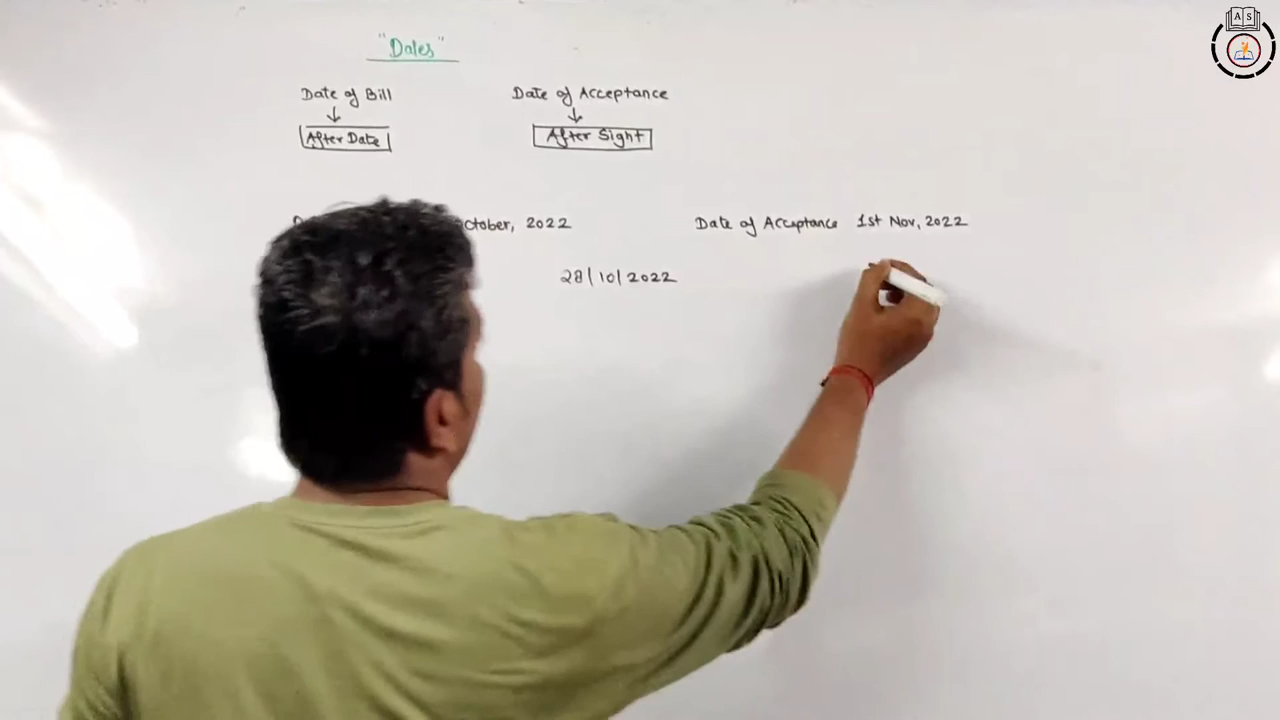 "Dates"
Date of Bill Date of Acceptance
After Date After Sight
ctober, 2022 Date of Acceptance 1st Nov, 2022
28/10/2022
A S